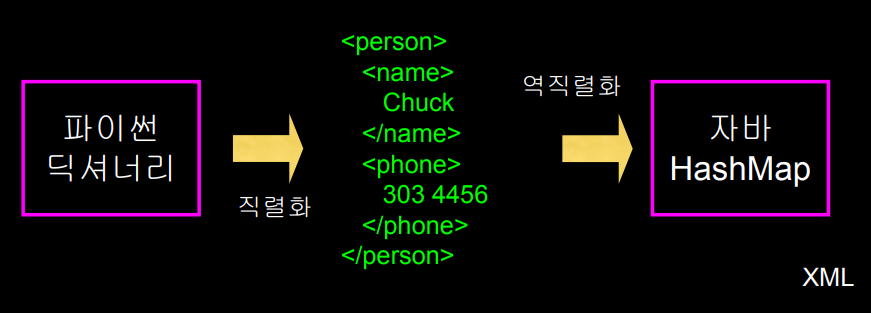 파이썬
딕셔너리
직렬화
<person>
<name>
Chuck
</name>
<phone>
303 4456
</phone>
</person>
역직렬화
자바
HashMap
XML